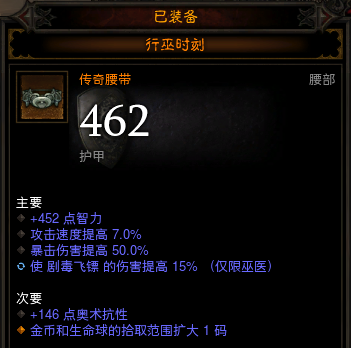 已装备
行巫时刻
传奇腰带 腰部
462
护甲
主要
+452 点智力
攻击速度提高 7.0%
暴击伤害提高 50.0%
使 剧毒飞镖 的伤害提高 15% （仅限巫医）
次要
+146 点奥术抗性
金币和生命球的拾取范围扩大 1 码